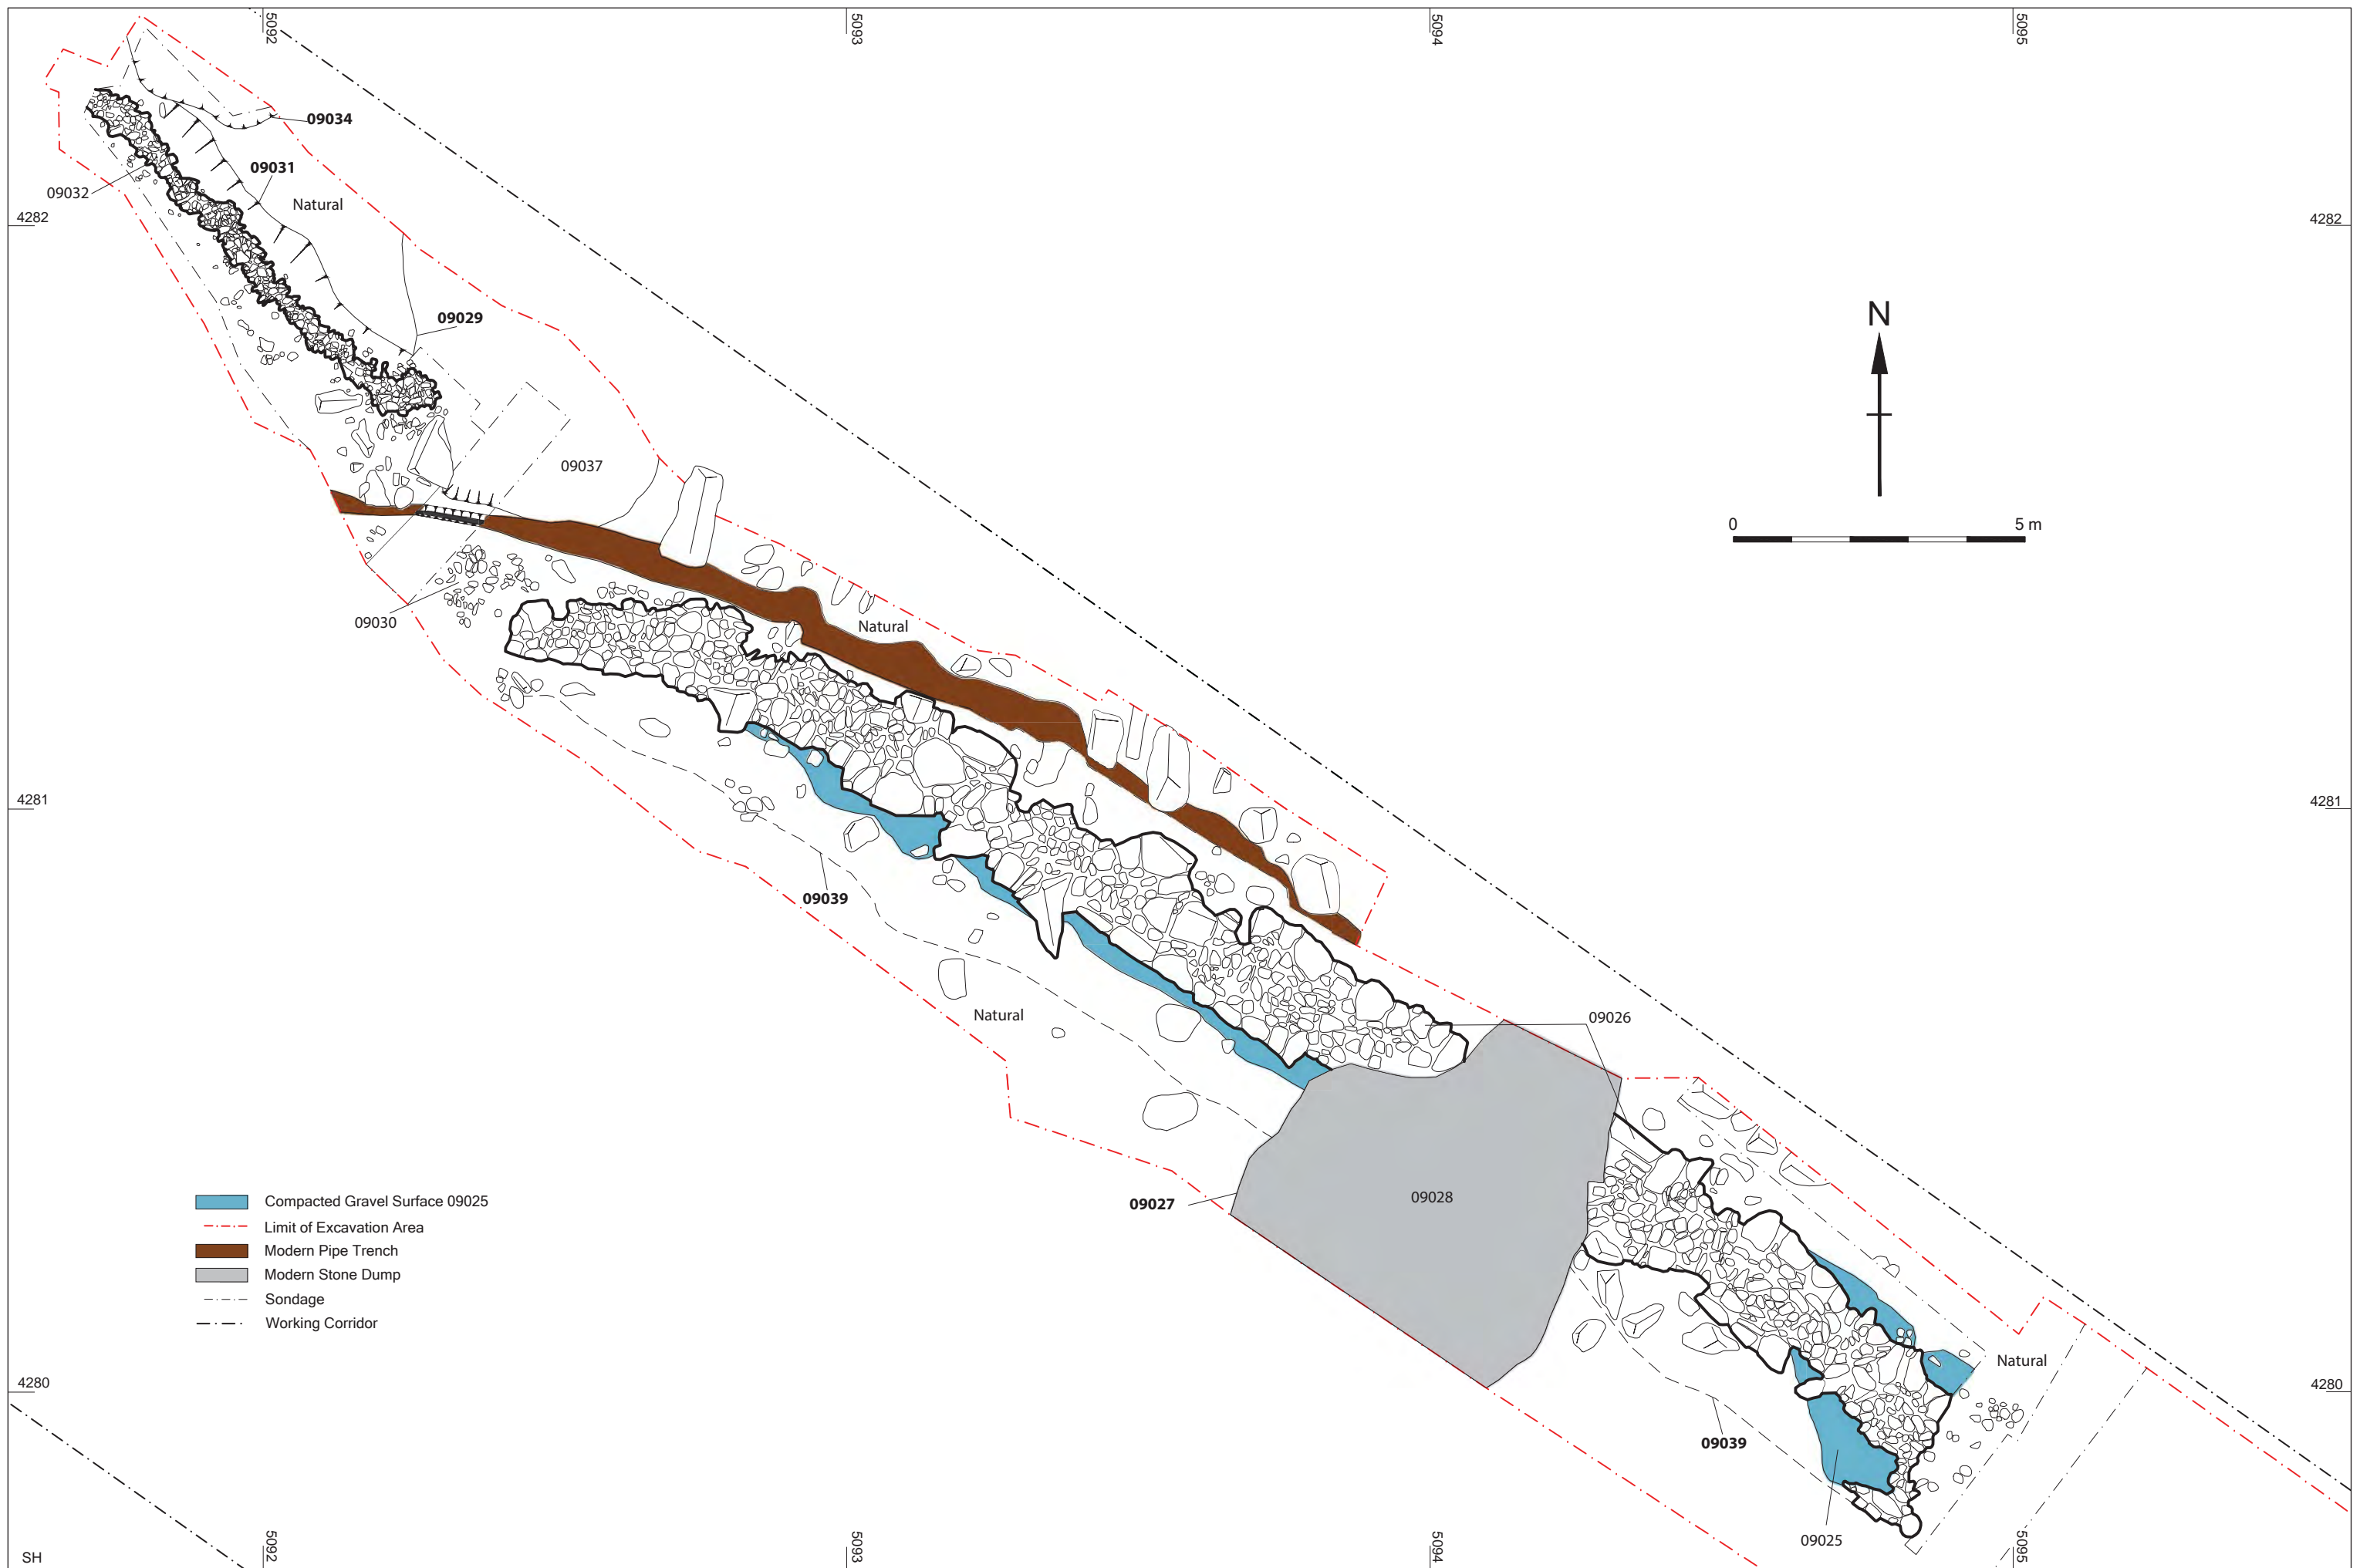 5092
5093
5094
5095
09034
09031
09032
Natural
4282
4282
N
09029
0
5 m
09037
09030
Natural
4281
4281
09039
Natural
09026
09027
09028
Compacted Gravel Surface 09025
Limit of Excavation Area
Modern Pipe Trench
Modern Stone Dump
Sondage
Working Corridor
Natural
4280
4280
09039
09025
SH
5092
5093
5094
5095